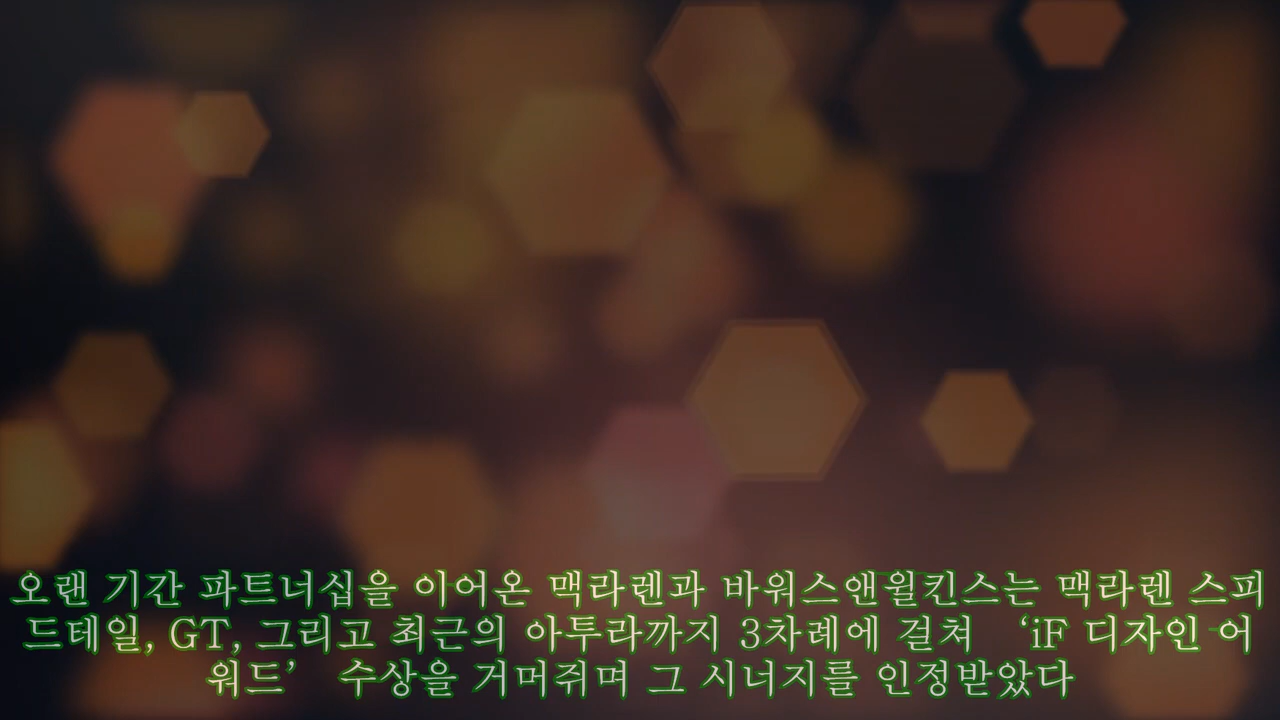 오랜 기간 파트너십을 이어온 맥라렌과 바워스앤윌킨스는 맥라렌 스피
드테일, GT, 그리고 최근의 아투라까지 3차례에 걸쳐 ‘iF 디자인 어
워드’ 수상을 거머쥐며 그 시너지를 인정받았다